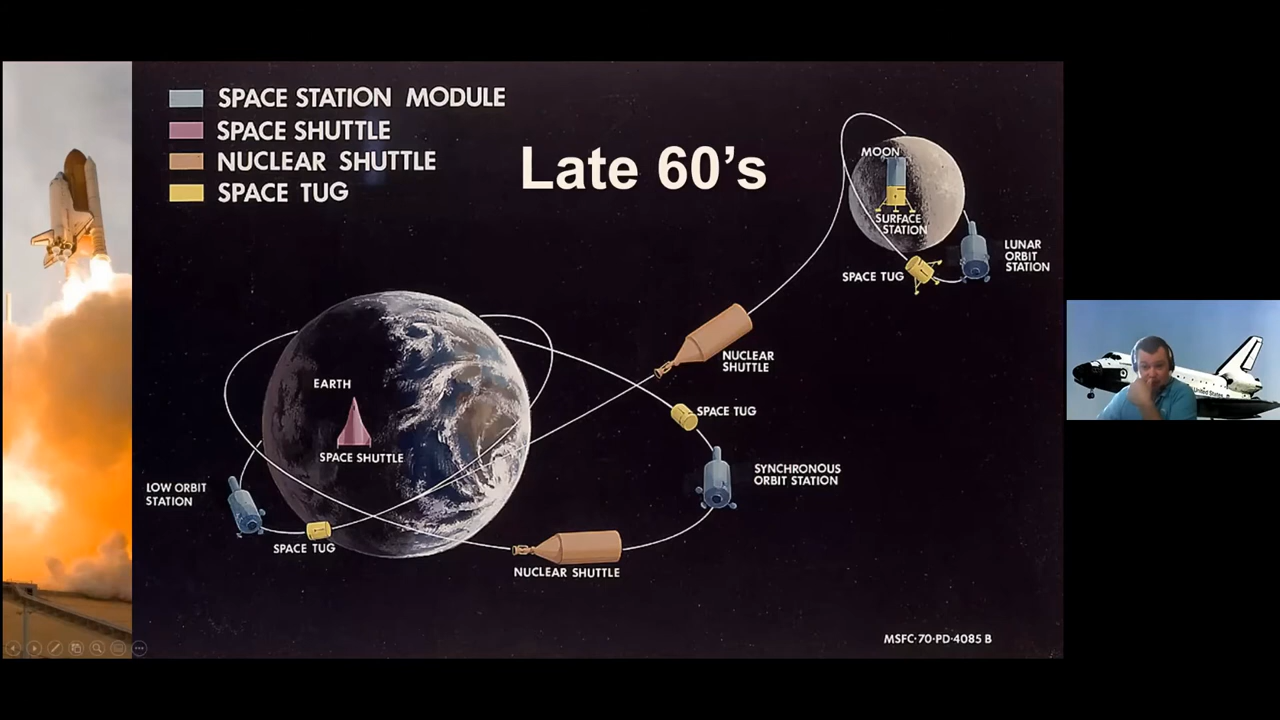 SPACE STATION MODULE
SPACE SHUTTLE
NUCLEAR SHUTTLE
SPACE TUG
Late 60's
MOON
SURFACE
STATION
LUNAR
ORBIT
STATION
SPACE TUG
NUCLEAR
SHUTTLE
EARTH
SPACE TUG
SPACE SHUTTLE
SYNCHRONOUS
ORBIT STATION
LOW ORBIT
STATION
SPACE TUG
NUCLEAR SHUTTLE
MSFC-70-PD-4085 B
United States